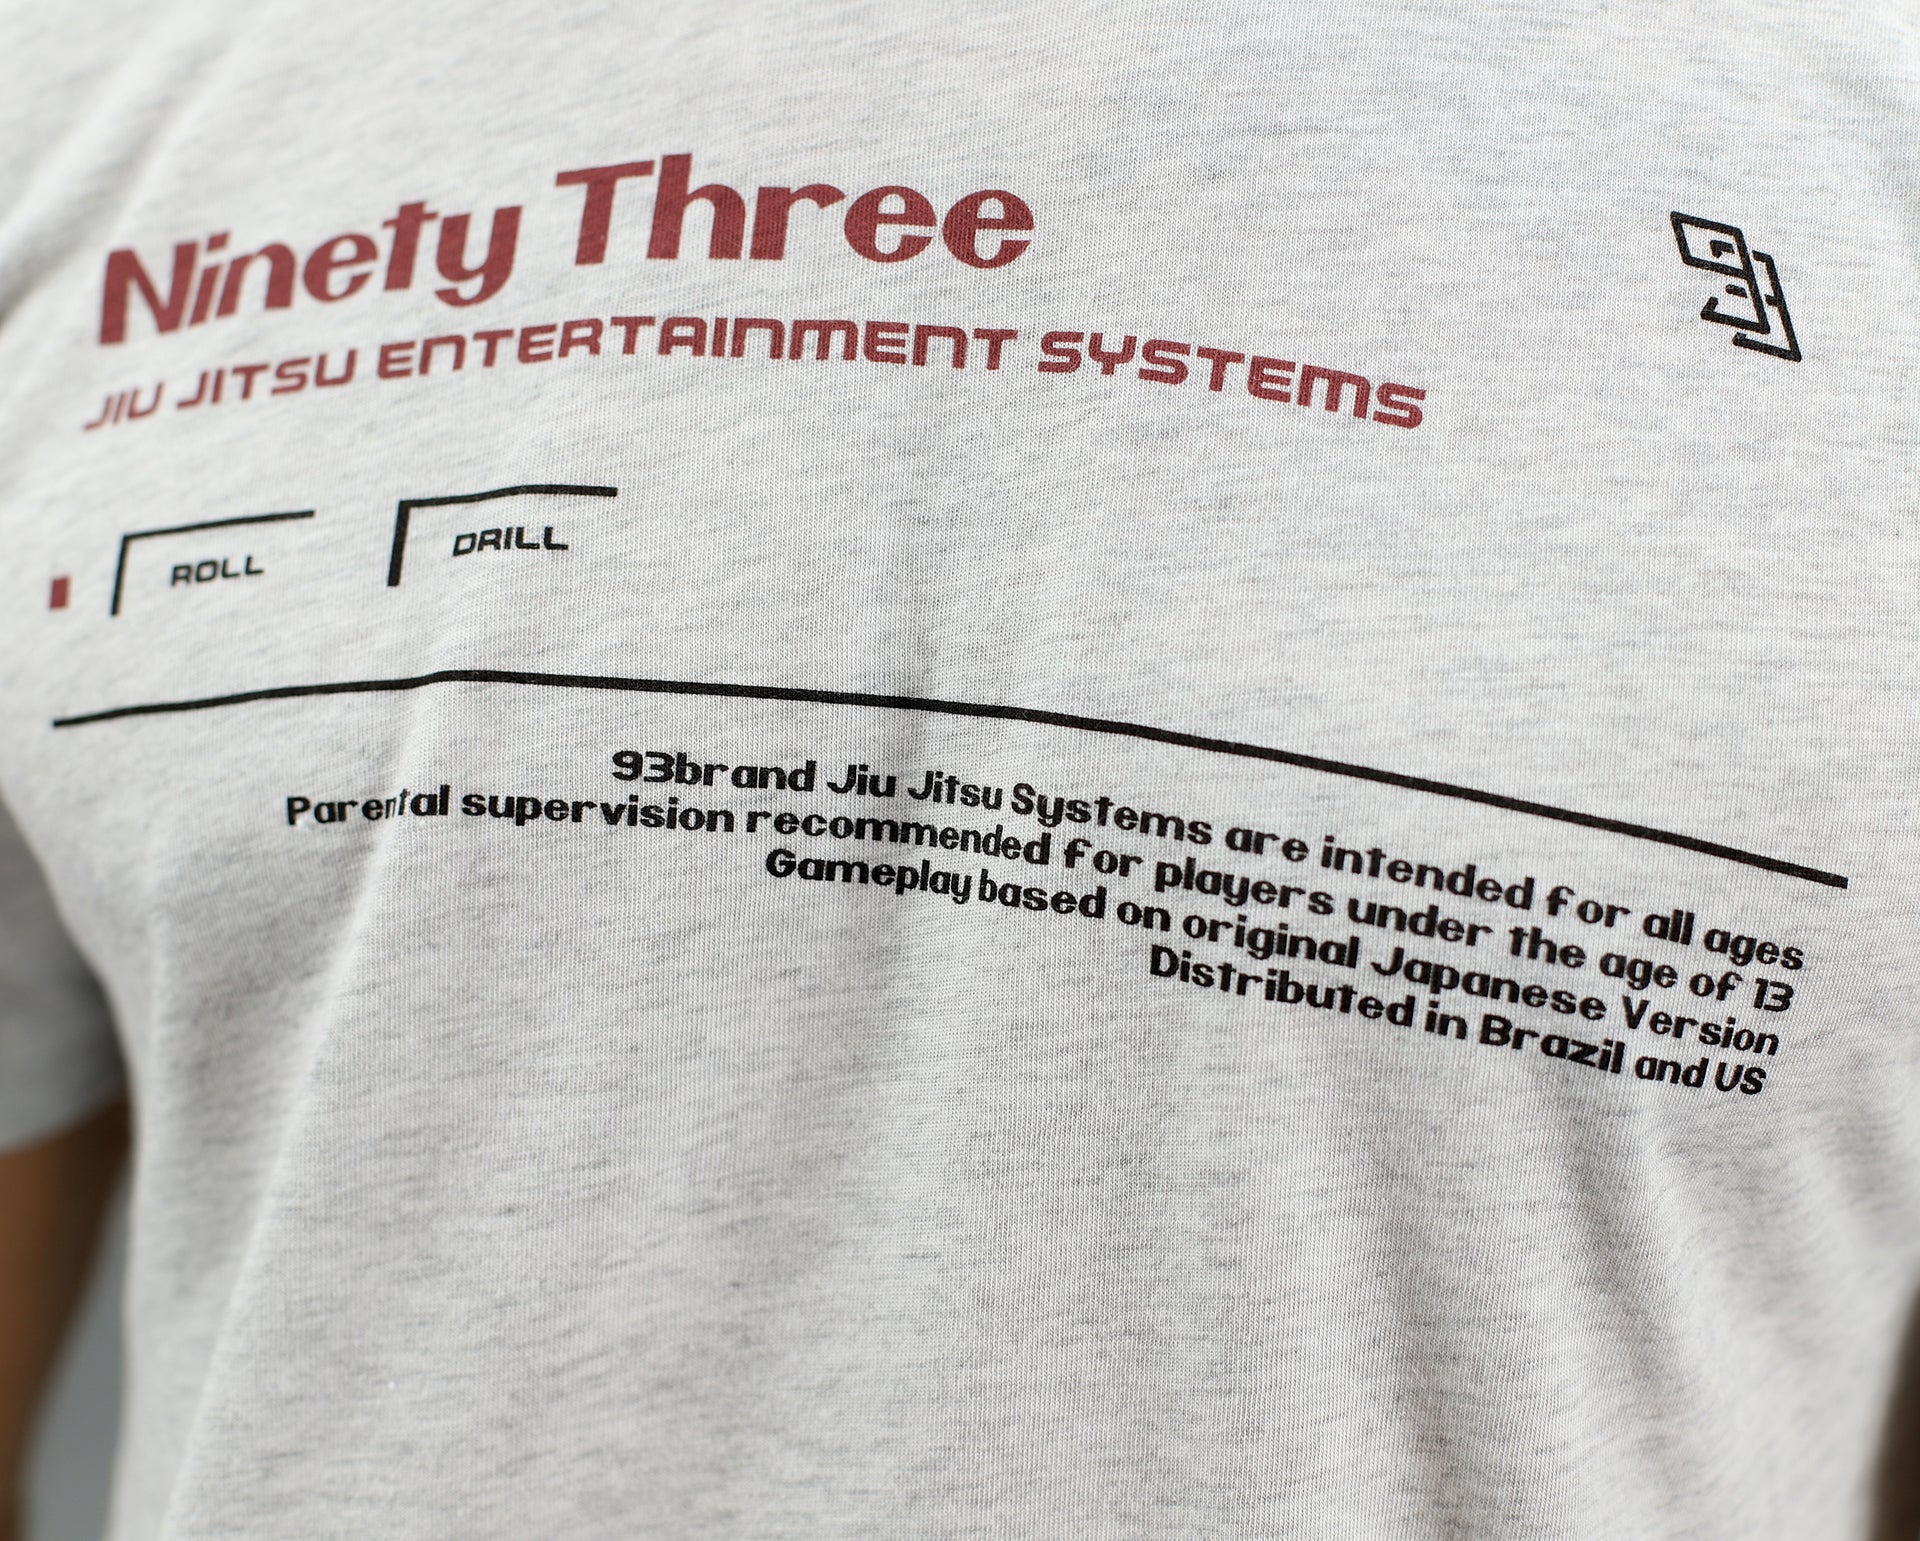 Ninety Three
JIU JITSU ENTERTAINMENT SYSTEMS
93
ROLL DRILL
93brand Jiu Jitsu Systems are intended for all ages
Parental supervision recommended for players under the age of 13
Gameplay based on original Japanese Version
Distributed in Brazil and US